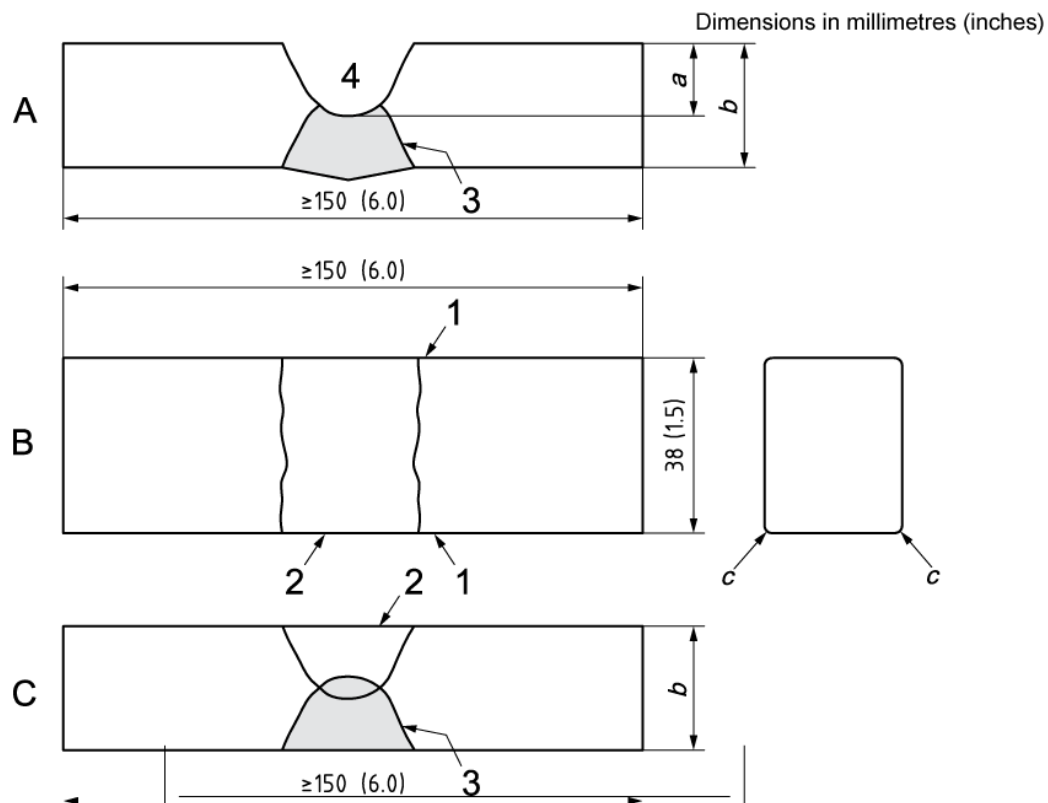 Dimensions in millimetres (inches)
A
4
a
b
3
≥150 (6.0)
≥150 (6.0)
1
B
38 (1.5)
2
1
c
c
2
C
b
3
≥150 (6.0)